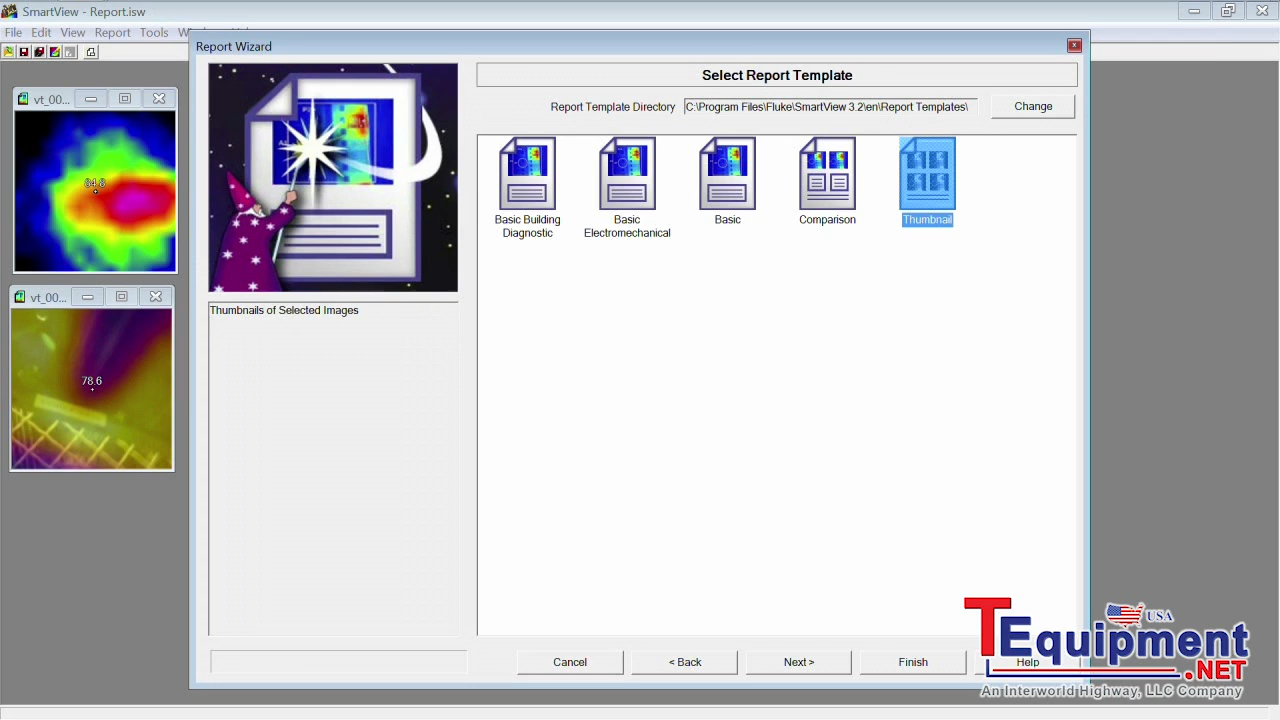 SmartView - Report.isw
File Edit View Report Tools
Report Wizard
vt_00...
84.8
vt_00...
78.6
Select Report Template
Report Template Directory C:\Program Files\Fluke\SmartView 3.2\en\Report Templates\ Change
Basic Building Diagnostic
Basic Electromechanical
Basic
Comparison
Thumbnail
Thumbnails of Selected Images
Cancel < Back Next > Finish Help
USA
TEquipment
.NET
An Interworld Highway, LLC Company